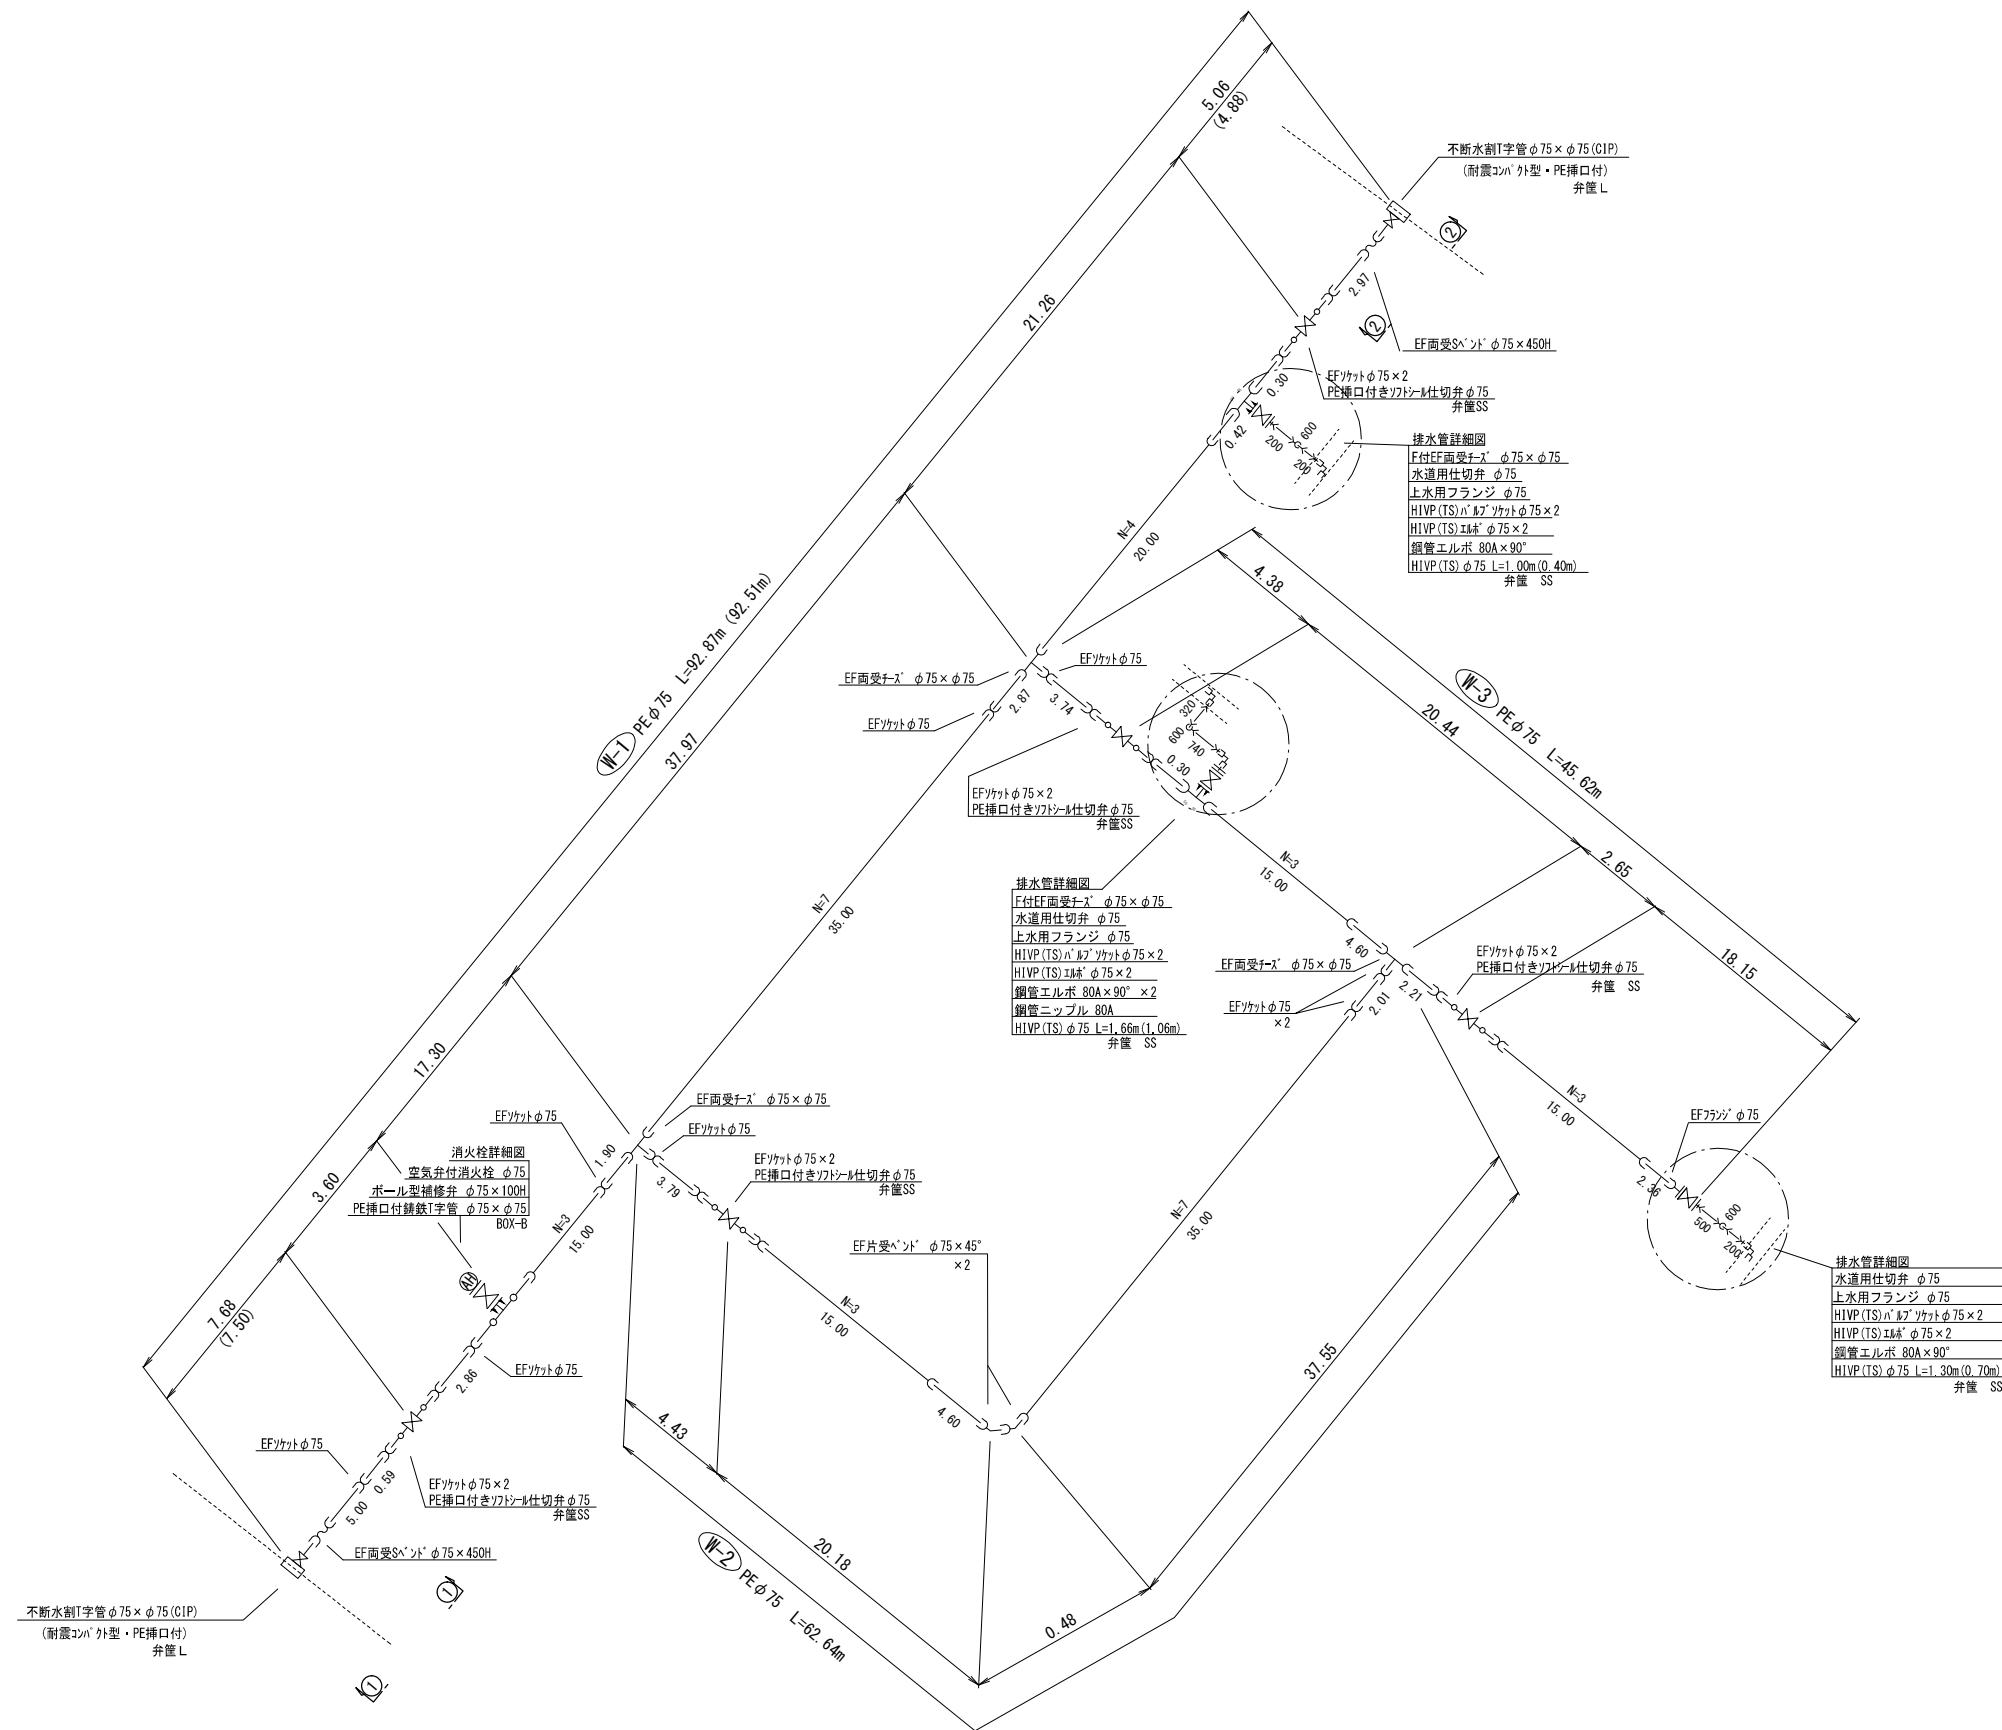 5.06
(4.88)
不断水割T字管φ75×φ75(CIP)
(耐震コンパクト型・PE挿口付)
弁筐L
2
2.97
2
21.26
EF両受Sベンドφ75×450H
EFソケットφ75×2
PE挿口付きソフトシール仕切弁φ75
弁筐SS
0.30
0.42
600
200
200
排水管詳細図
F付EF両受チーズ φ75×φ75
水道用仕切弁 φ75
上水用フランジ φ75
HIVP(TS)バルブソケットφ75×2
HIVP(TS)エルボφ75×2
鋼管エルボ 80A×90°
HIVP(TS)φ75 L=1.00m(0.40m)
弁筐 SS
N=4
20.00
W-1 PEφ75 L=92.87m (92.51m)
37.97
4.38
W-3 PEφ75 L=45.62m
20.44
EF両受チーズ φ75×φ75
EFソケットφ75
EFソケットφ75
2.87
3.74
320
600
740
0.30
EFソケットφ75×2
PE挿口付きソフトシール仕切弁φ75
弁筐SS
N=3
15.00
2.65
排水管詳細図
F付EF両受チーズ φ75×φ75
水道用仕切弁 φ75
上水用フランジ φ75
HIVP(TS)バルブソケットφ75×2
HIVP(TS)エルボφ75×2
鋼管エルボ 80A×90° ×2
鋼管ニップル 80A
HIVP(TS)φ75 L=1.66m(1.06m)
弁筐 SS
N=7
35.00
4.60
EF両受チーズ φ75×φ75
EFソケットφ75
×2
2.01
2.21
EFソケットφ75×2
PE挿口付きソフトシール仕切弁φ75
弁筐 SS
18.15
17.30
EFソケットφ75
1.90
EF両受チーズ φ75×φ75
EFソケットφ75
N=3
15.00
EFフランジφ75
消火栓詳細図
空気弁付消火栓 φ75
ボール型補修弁 φ75×100H
PE挿口付鋳鉄T字管 φ75×φ75
BOX-B
3.60
N=3
15.00
3.79
EFソケットφ75×2
PE挿口付きソフトシール仕切弁φ75
弁筐SS
2.36
500
600
200
N=7
35.00
AH
EF片受ベンド φ75×45°
×2
排水管詳細図
水道用仕切弁 φ75
上水用フランジ φ75
HIVP(TS)バルブソケットφ75×2
HIVP(TS)エルボφ75×2
鋼管エルボ 80A×90°
HIVP(TS)φ75 L=1.30m(0.70m)
弁筐 SS
7.68
(7.50)
N=3
15.00
EFソケットφ75
2.86
37.55
4.60
4.43
EFソケットφ75
0.59
5.00
EFソケットφ75×2
PE挿口付きソフトシール仕切弁φ75
弁筐SS
EF両受Sベンドφ75×450H
W-2 PEφ75 L=62.64m
20.18
0.48
1
不断水割T字管φ75×φ75(CIP)
(耐震コンパクト型・PE挿口付)
弁筐L
1